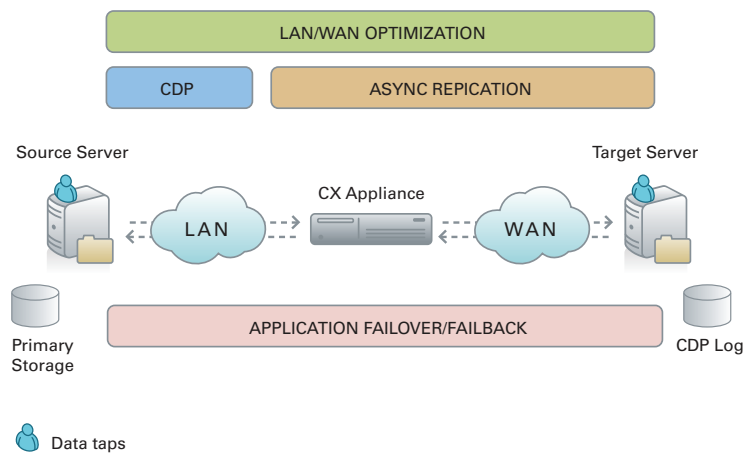 LAN/WAN OPTIMIZATION
CDP
ASYNC REPICATION
Source Server
Target Server
CX Appliance
LAN
WAN
APPLICATION FAILOVER/FAILBACK
Primary
Storage
CDP Log
Data taps